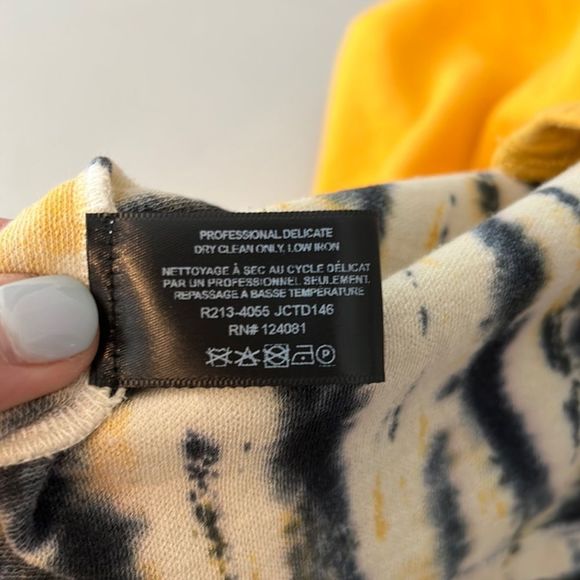 PROFESSIONAL DELICATE
DRY CLEAN ONLY, LOW IRON
NETTOYAGE À SEC AU CYCLE DÉLICAT
PAR UN PROFESSIONNEL SEULEMENT.
REPASSAGE A BASSE TEMPÉRATURE
R213-4055 JCTD146
RN# 124081
P